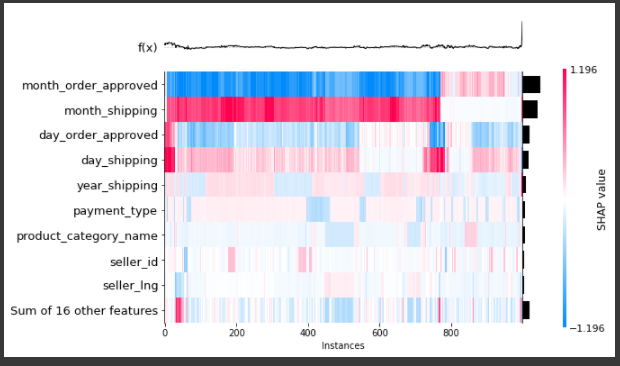 f(x)
month_order_approved
month_shipping
day_order_approved
day_shipping
year_shipping
payment_type
product_category_name
seller_id
seller_lng
Sum of 16 other features
0 200 400 600 800
Instances
1.196
SHAP value
−1.196